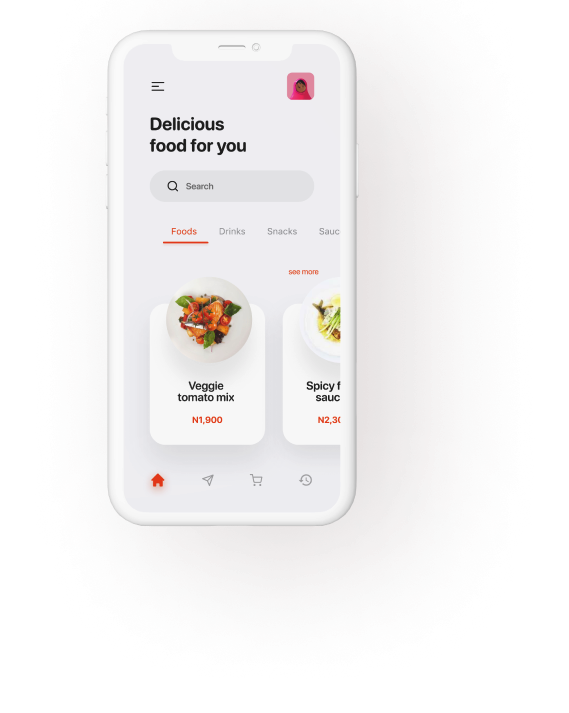 Delicious
food for you
Search
Foods Drinks Snacks Sauc
see more
Veggie
tomato mix
N1,900
Spicy f
sauc
N2,30